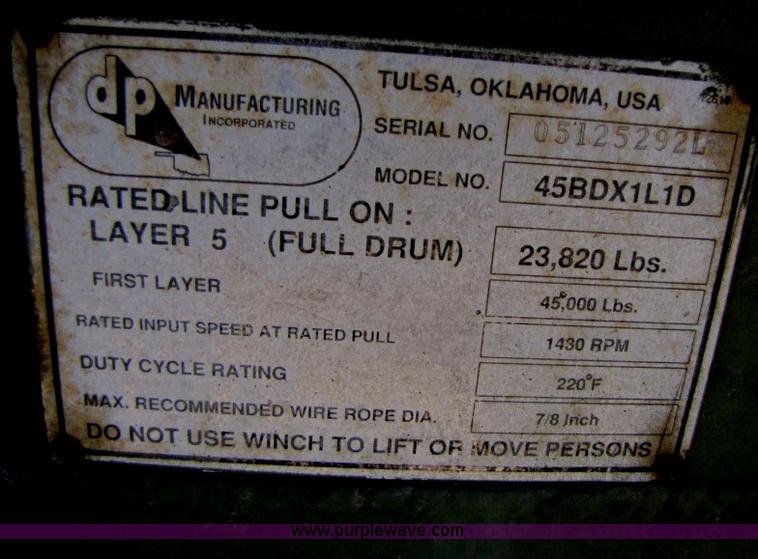 dp MANUFACTURING
INCORPORATED
TULSA, OKLAHOMA, USA
SERIAL NO. 05125292L
MODEL NO. 45BDX1L1D
RATED LINE PULL ON :
LAYER 5 (FULL DRUM) 23,820 Lbs.
FIRST LAYER 45,000 Lbs.
RATED INPUT SPEED AT RATED PULL 1430 RPM
DUTY CYCLE RATING 220°F
MAX. RECOMMENDED WIRE ROPE DIA. 7/8 Inch
DO NOT USE WINCH TO LIFT OR MOVE PERSONS
www.purplewave.com